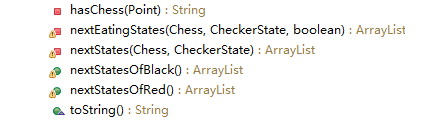 hasChess(Point) : String
nextEatingStates(Chess, CheckerState, boolean) : ArrayList
nextStates(Chess, CheckerState) : ArrayList
nextStatesOfBlack() : ArrayList
nextStatesOfRed() : ArrayList
toString() : String